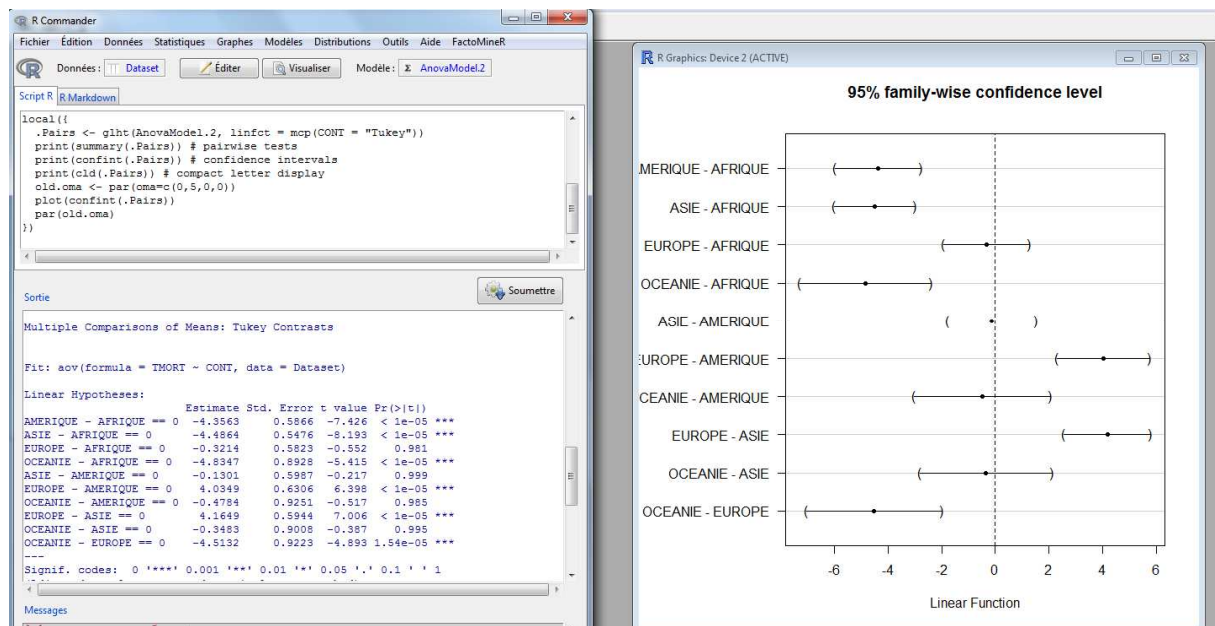 R Commander
Fichier Édition Données Statistiques Graphes Modèles Distributions Outils Aide FactoMineR
Données : Dataset Éditer Visualiser Modèle : Σ AnovaModel.2
Script R R Markdown
local({
  .Pairs <- glht(AnovaModel.2, linfct = mcp(CONT = "Tukey"))
  print(summary(.Pairs)) # pairwise tests
  print(confint(.Pairs)) # confidence intervals
  print(cld(.Pairs)) # compact letter display
  old.oma <- par(oma=c(0,5,0,0))
  plot(confint(.Pairs))
  par(old.oma)
})
Sortie
Soumettre
Multiple Comparisons of Means: Tukey Contrasts
Fit: aov(formula = TMORT ~ CONT, data = Dataset)
Linear Hypotheses:
Estimate Std. Error t value Pr(>|t|)
AMERIQUE - AFRIQUE == 0 -4.3563 0.5866 -7.426 < 1e-05 ***
ASIE - AFRIQUE == 0 -4.4864 0.5476 -8.193 < 1e-05 ***
EUROPE - AFRIQUE == 0 -0.3214 0.5823 -0.552 0.981
OCEANIE - AFRIQUE == 0 -4.8347 0.8928 -5.415 < 1e-05 ***
ASIE - AMERIQUE == 0 -0.1301 0.5987 -0.217 0.999
EUROPE - AMERIQUE == 0 4.0349 0.6306 6.398 < 1e-05 ***
OCEANIE - AMERIQUE == 0 -0.4784 0.9251 -0.517 0.985
EUROPE - ASIE == 0 4.1649 0.5944 7.006 < 1e-05 ***
OCEANIE - ASIE == 0 -0.3483 0.9008 -0.387 0.995
OCEANIE - EUROPE == 0 -4.5132 0.9223 -4.893 1.54e-05 ***
---
Signif. codes: 0 '***' 0.001 '**' 0.01 '*' 0.05 '.' 0.1 ' ' 1
Messages
R Graphics: Device 2 (ACTIVE)
95% family-wise confidence level
MERIQUE - AFRIQUE
ASIE - AFRIQUE
EUROPE - AFRIQUE
OCEANIE - AFRIQUE
ASIE - AMERIQUE
EUROPE - AMERIQUE
CEANIE - AMERIQUE
EUROPE - ASIE
OCEANIE - ASIE
OCEANIE - EUROPE
-6 -4 -2 0 2 4 6
Linear Function